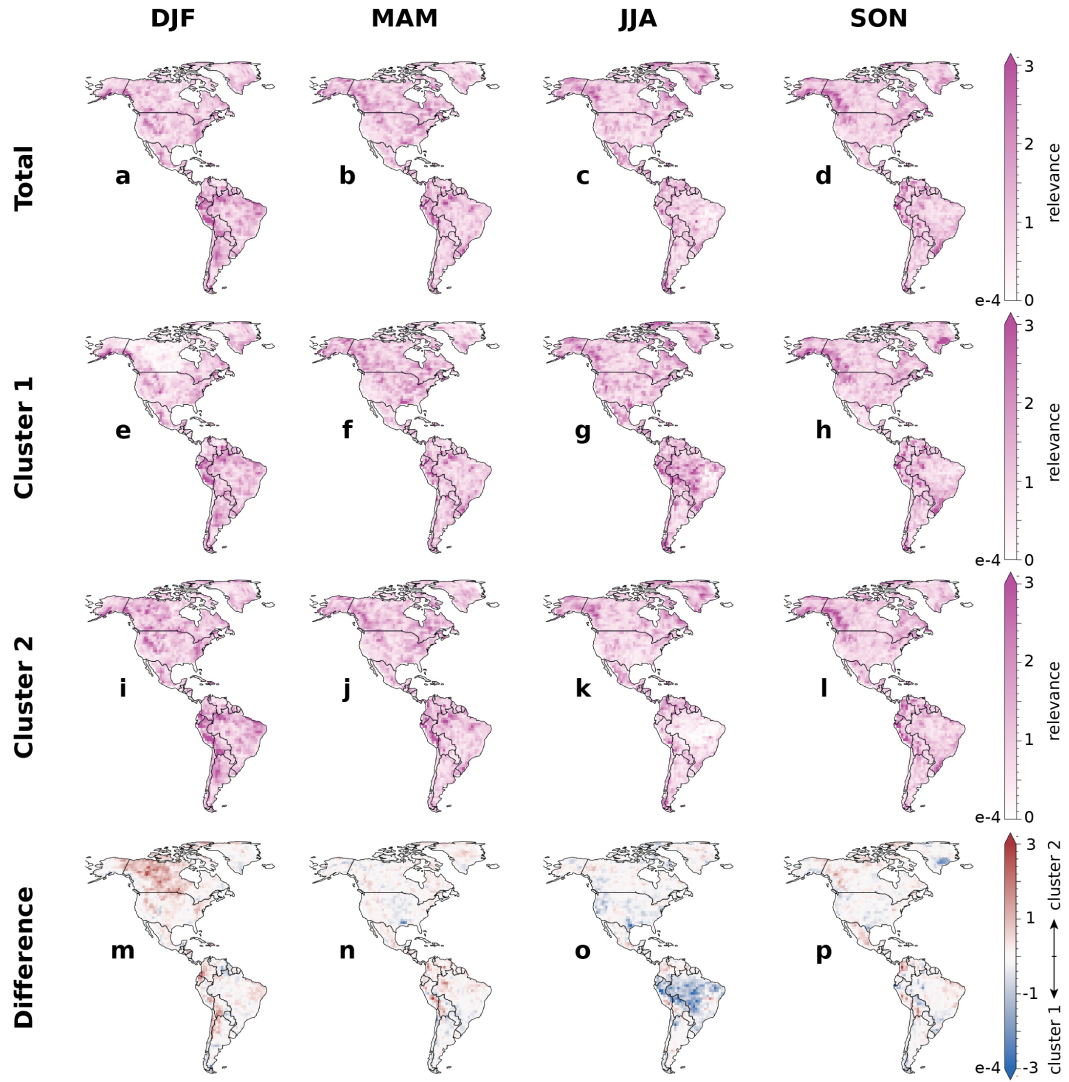 DJF MAM JJA SON
Total
a b c d
3
2
1
0
e-4
relevance
Cluster 1
e f g h
3
2
1
0
e-4
relevance
Cluster 2
i j k l
3
2
1
0
e-4
relevance
Difference
m n o p
3
1
-1
-3
e-4
cluster 1 cluster 2